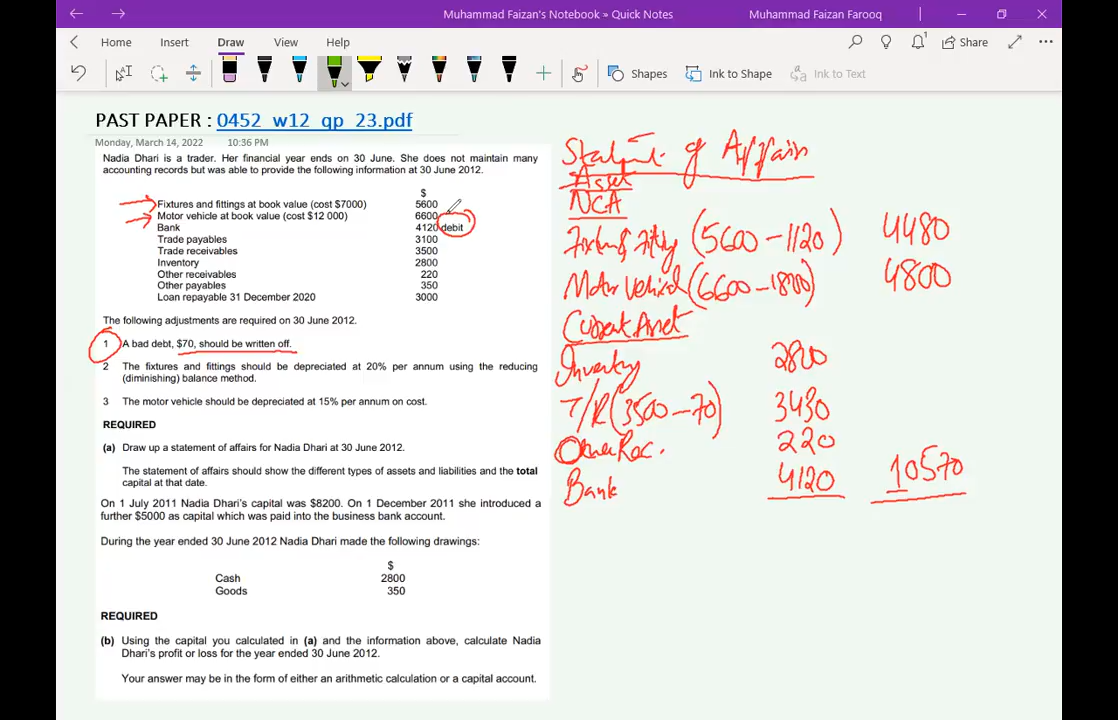 Muhammad Faizan's Notebook » Quick Notes
Muhammad Faizan Farooq
Home Insert Draw View Help
Share
Shapes
Ink to Shape
Ink to Text
PAST PAPER : 0452_w12_qp_23.pdf
Monday, March 14, 2022 10:36 PM
Nadia Dhari is a trader. Her financial year ends on 30 June. She does not maintain many
accounting records but was able to provide the following information at 30 June 2012.
$
Fixtures and fittings at book value (cost $7000) 5600
Motor vehicle at book value (cost $12 000) 6600
Bank 4120 debit
Trade payables 3100
Trade receivables 3500
Inventory 2800
Other receivables 220
Other payables 350
Loan repayable 31 December 2020 3000
The following adjustments are required on 30 June 2012.
1 A bad debt, $70, should be written off.
2 The fixtures and fittings should be depreciated at 20% per annum using the reducing
(diminishing) balance method.
3 The motor vehicle should be depreciated at 15% per annum on cost.
REQUIRED
(a) Draw up a statement of affairs for Nadia Dhari at 30 June 2012.
The statement of affairs should show the different types of assets and liabilities and the total
capital at that date.
On 1 July 2011 Nadia Dhari's capital was $8200. On 1 December 2011 she introduced a
further $5000 as capital which was paid into the business bank account.
During the year ended 30 June 2012 Nadia Dhari made the following drawings:
$
Cash 2800
Goods 350
REQUIRED
(b) Using the capital you calculated in (a) and the information above, calculate Nadia
Dhari's profit or loss for the year ended 30 June 2012.
Your answer may be in the form of either an arithmetic calculation or a capital account.
of Affairs
Asset
NCA
(5600 - 1120) 4480
Motor Vehical (6600 - 1800) 4800
Current Asset
Inventory 2800
T/R (3500 - 70) 3430
Other Rec. 220
Bank 4120 10570